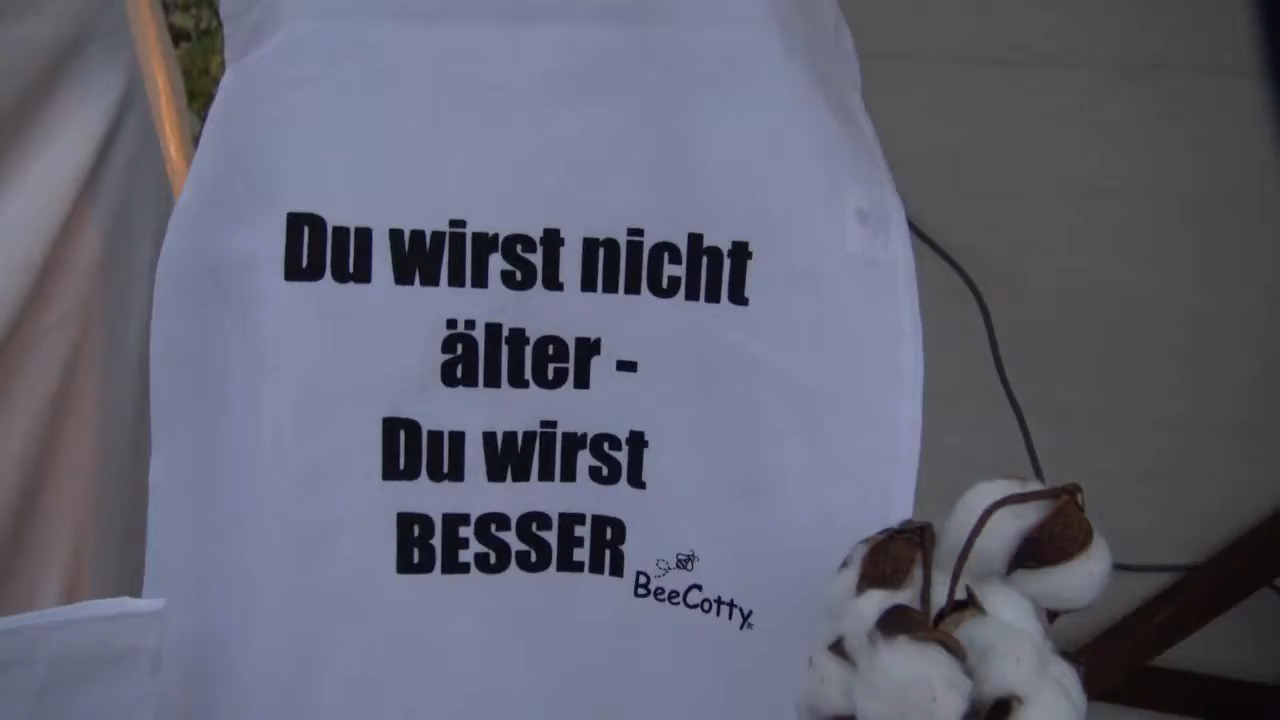 Du wirst nicht
älter -
Du wirst
BESSER
BeeCotty